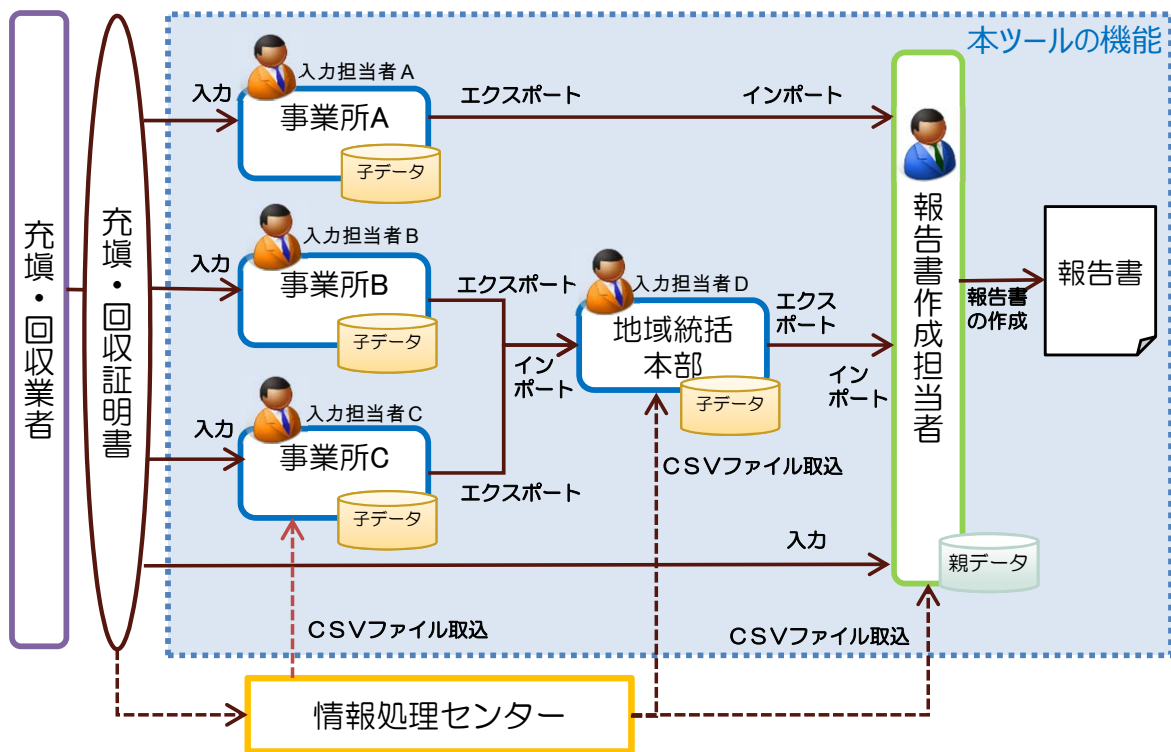 本ツールの機能
充塡・回収業者
充塡・回収証明書
入力
入力担当者A
事業所A
子データ
エクスポート
インポート
入力
入力担当者B
事業所B
子データ
エクスポート
イン
ポート
入力
入力担当者C
事業所C
子データ
エクスポート
入力担当者D
地域統括
本部
子データ
エクス
ポート
イン
ポート
報告書作成担当者
親データ
報告書
の作成
報告書
入力
CSVファイル取込
CSVファイル取込
CSVファイル取込
情報処理センター